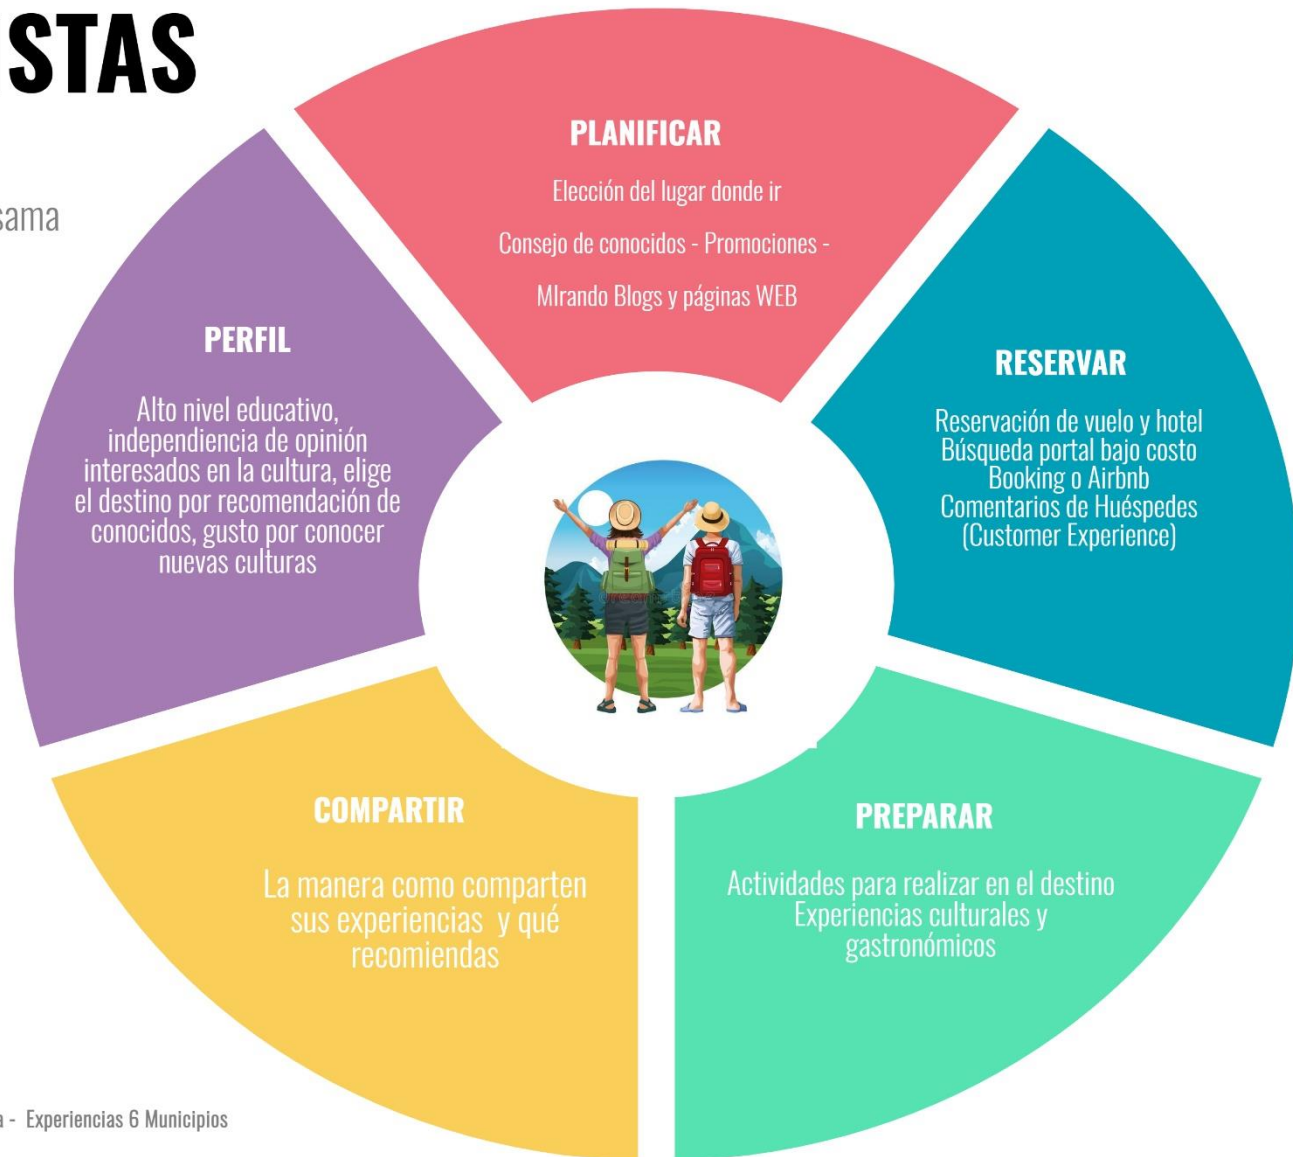 ISTAS
sama
PLANIFICAR
Elección del lugar donde ir
Consejo de conocidos - Promociones -
MIrando Blogs y páginas WEB
PERFIL
Alto nivel educativo,
independiencia de opinión
interesados en la cultura, elige
el destino por recomendación de
conocidos, gusto por conocer
nuevas culturas
RESERVAR
Reservación de vuelo y hotel
Búsqueda portal bajo costo
Booking o Airbnb
Comentarios de Huéspedes
(Customer Experience)
COMPARTIR
La manera como comparten
sus experiencias y qué
recomiendas
PREPARAR
Actividades para realizar en el destino
Experiencias culturales y
gastronómicos
a - Experiencias 6 Municipios